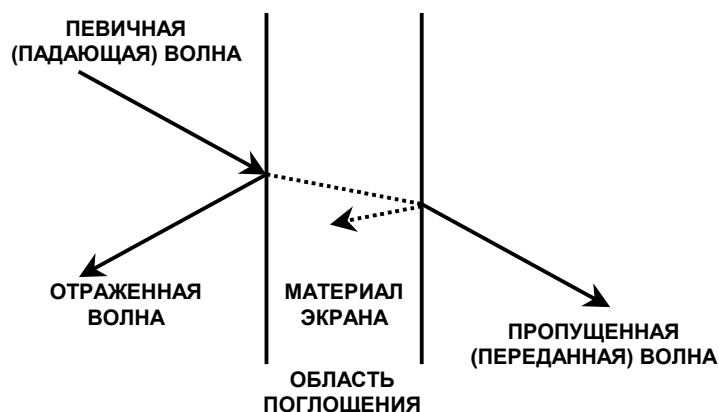 ПЕВИЧНАЯ
(ПАДАЮЩАЯ) ВОЛНА
ОТРАЖЕННАЯ
ВОЛНА
МАТЕРИАЛ
ЭКРАНА
ПРОПУЩЕННАЯ
(ПЕРЕДАННАЯ) ВОЛНА
ОБЛАСТЬ
ПОГЛОЩЕНИЯ